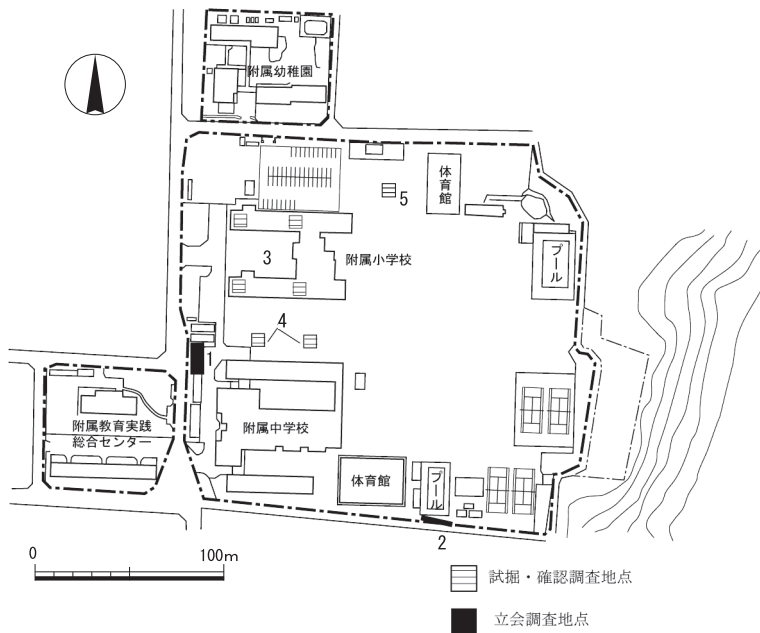 附属幼稚園
体育館
5
3
附属小学校
プール
4
1
附属教育実践
総合センター
附属中学校
体育館
プール
2
0
100m
試掘・確認調査地点
立会調査地点